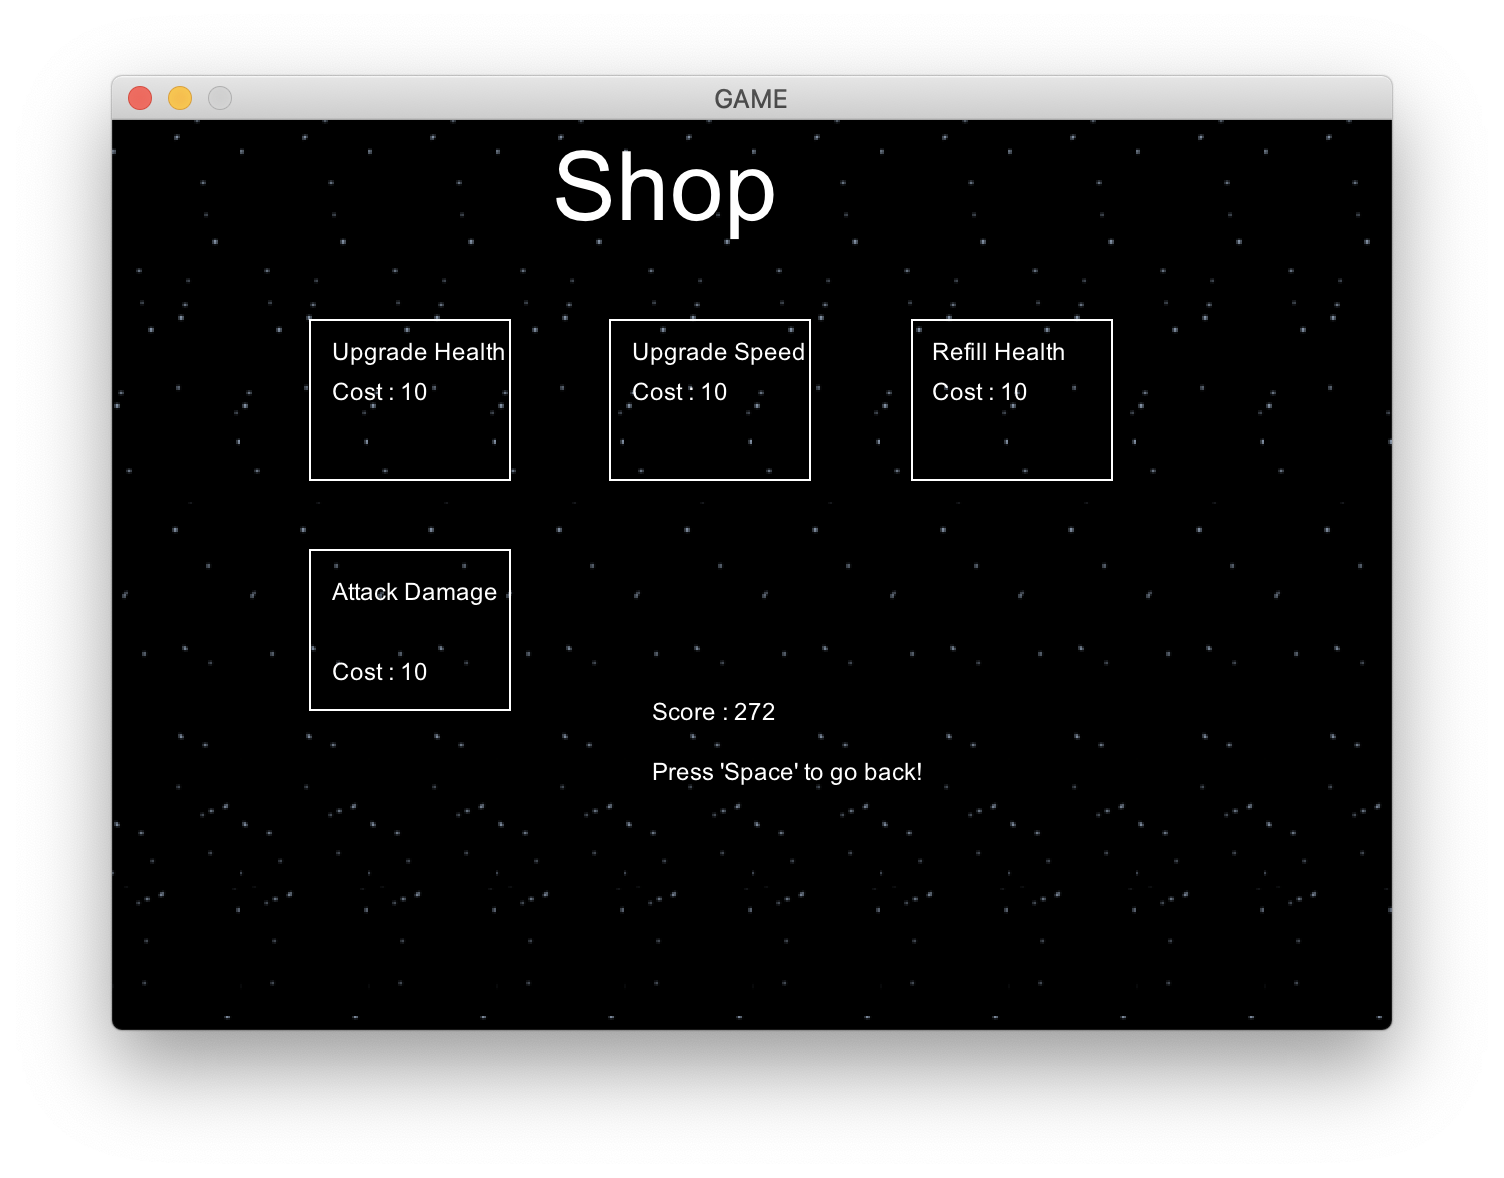 GAME
Shop
Upgrade Health
Cost : 10
Upgrade Speed
Cost : 10
Refill Health
Cost : 10
Attack Damage
Cost : 10
Score : 272
Press 'Space' to go back!